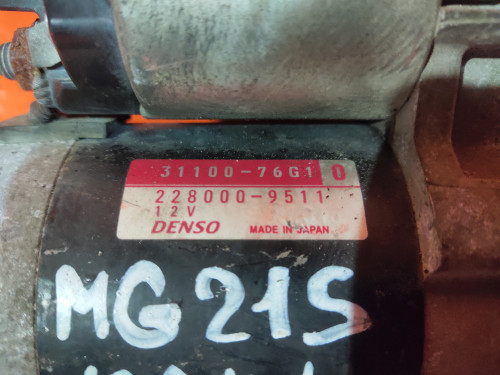 31100-76G1 0
228000-9511
12V
DENSO MADE IN JAPAN
MG21S